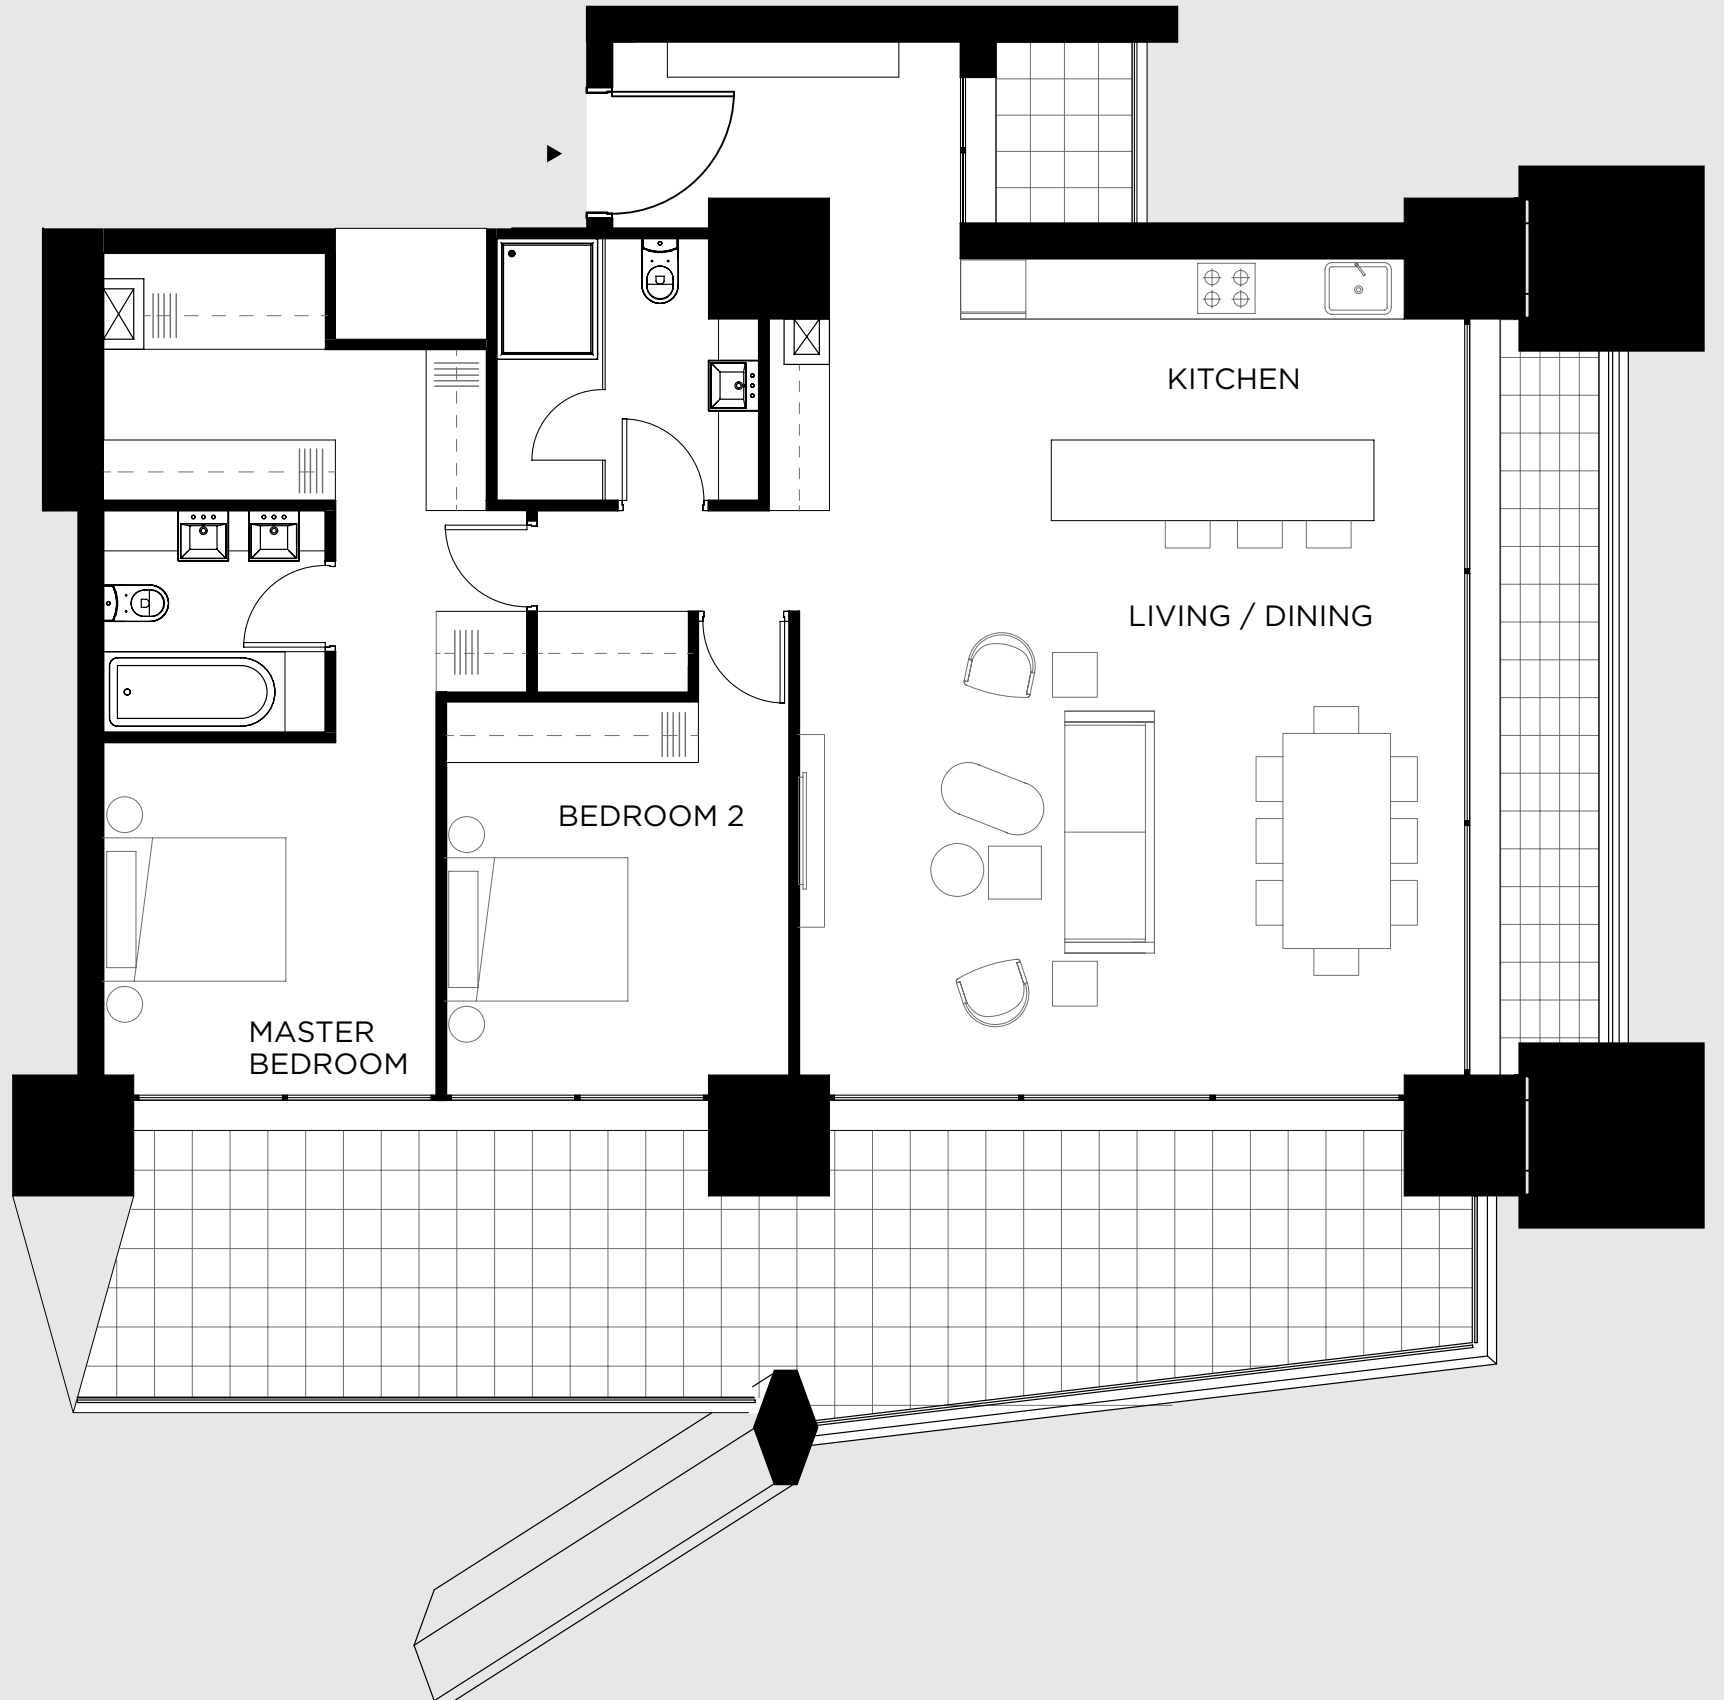 KITCHEN
LIVING / DINING
BEDROOM 2
MASTER
BEDROOM